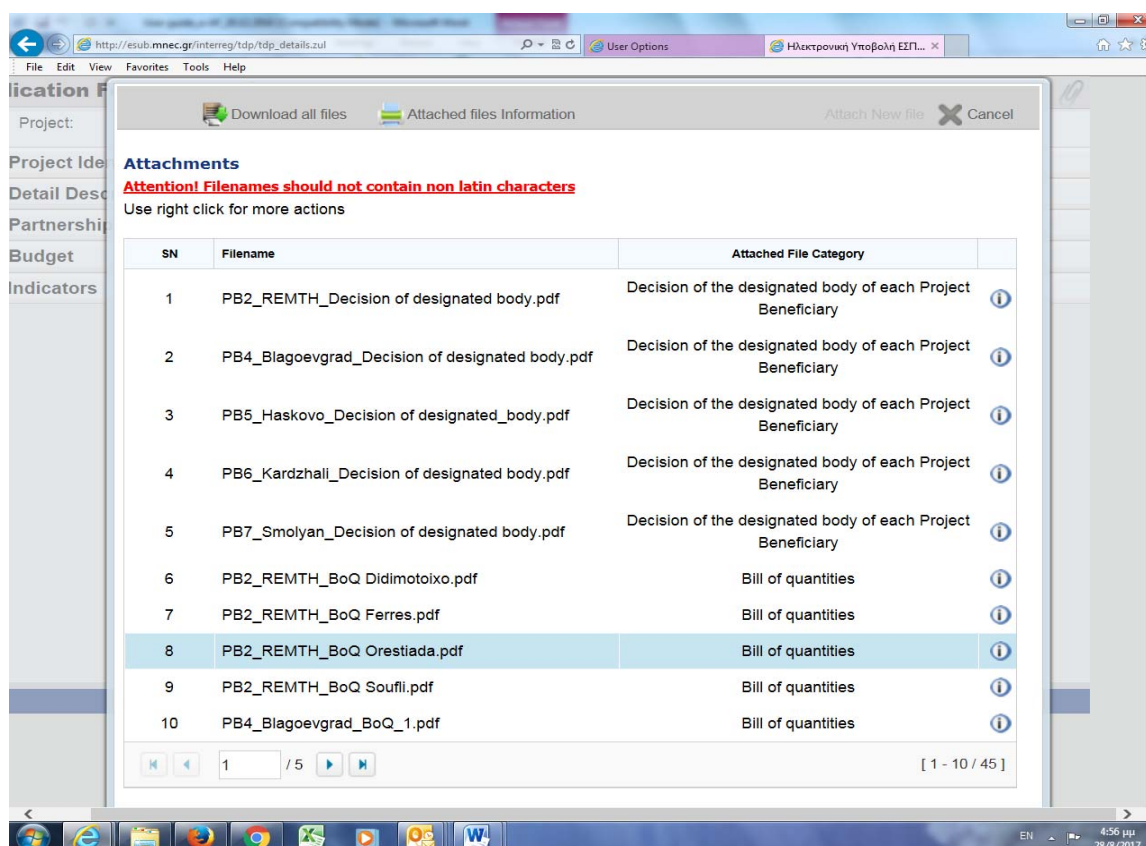 http://esub.mnec.gr/interreg/tdp/tdp_details.zul
User Options
Ηλεκτρονική Υποβολή ΕΣΠ...
File Edit View Favorites Tools Help
lication F
Download all files
Attached files Information
Attach New file
Cancel
Project:
Project Ide
Attachments
Attention! Filenames should not contain non latin characters
Detail Desc
Use right click for more actions
Partnership
Budget
Indicators
SN Filename Attached File Category
1 PB2_REMTH_Decision of designated body.pdf Decision of the designated body of each Project
Beneficiary
2 PB4_Blagoevgrad_Decision of designated body.pdf Decision of the designated body of each Project
Beneficiary
3 PB5_Haskovo_Decision of designated_body.pdf Decision of the designated body of each Project
Beneficiary
4 PB6_Kardzhali_Decision of designated body.pdf Decision of the designated body of each Project
Beneficiary
5 PB7_Smolyan_Decision of designated body.pdf Decision of the designated body of each Project
Beneficiary
6 PB2_REMTH_BoQ Didimotoixo.pdf Bill of quantities
7 PB2_REMTH_BoQ Ferres.pdf Bill of quantities
8 PB2_REMTH_BoQ Orestiada.pdf Bill of quantities
9 PB2_REMTH_BoQ Soufli.pdf Bill of quantities
10 PB4_Blagoevgrad_BoQ_1.pdf Bill of quantities
1 / 5
[ 1 - 10 / 45 ]
EN
4:56 μμ
28/8/2017